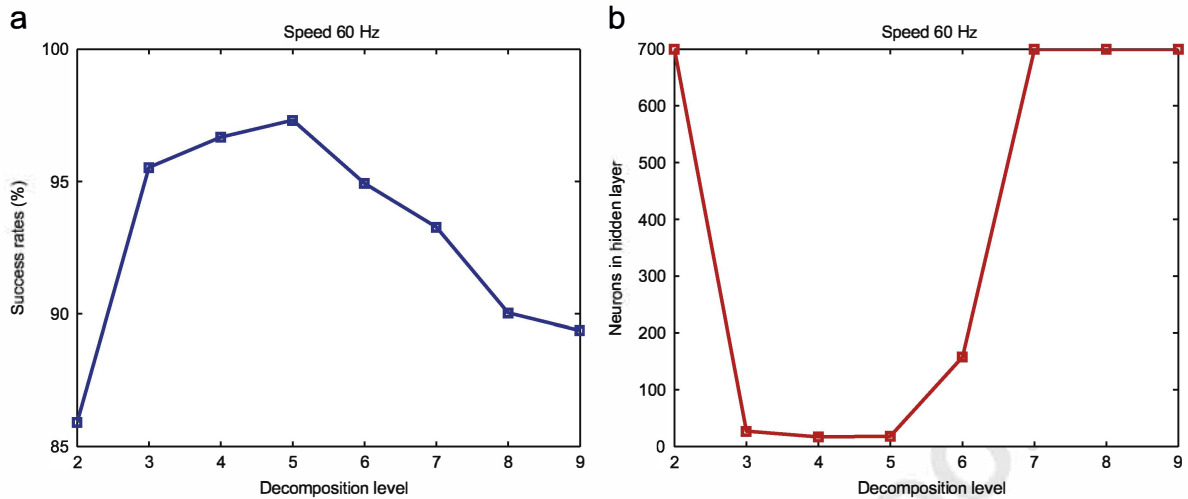 a
Speed 60 Hz
100
95
90
85
Success rates (%)
2 3 4 5 6 7 8 9
Decomposition level
b
Speed 60 Hz
700
600
500
400
300
200
100
0
Neurons in hidden layer
2 3 4 5 6 7 8 9
Decomposition level